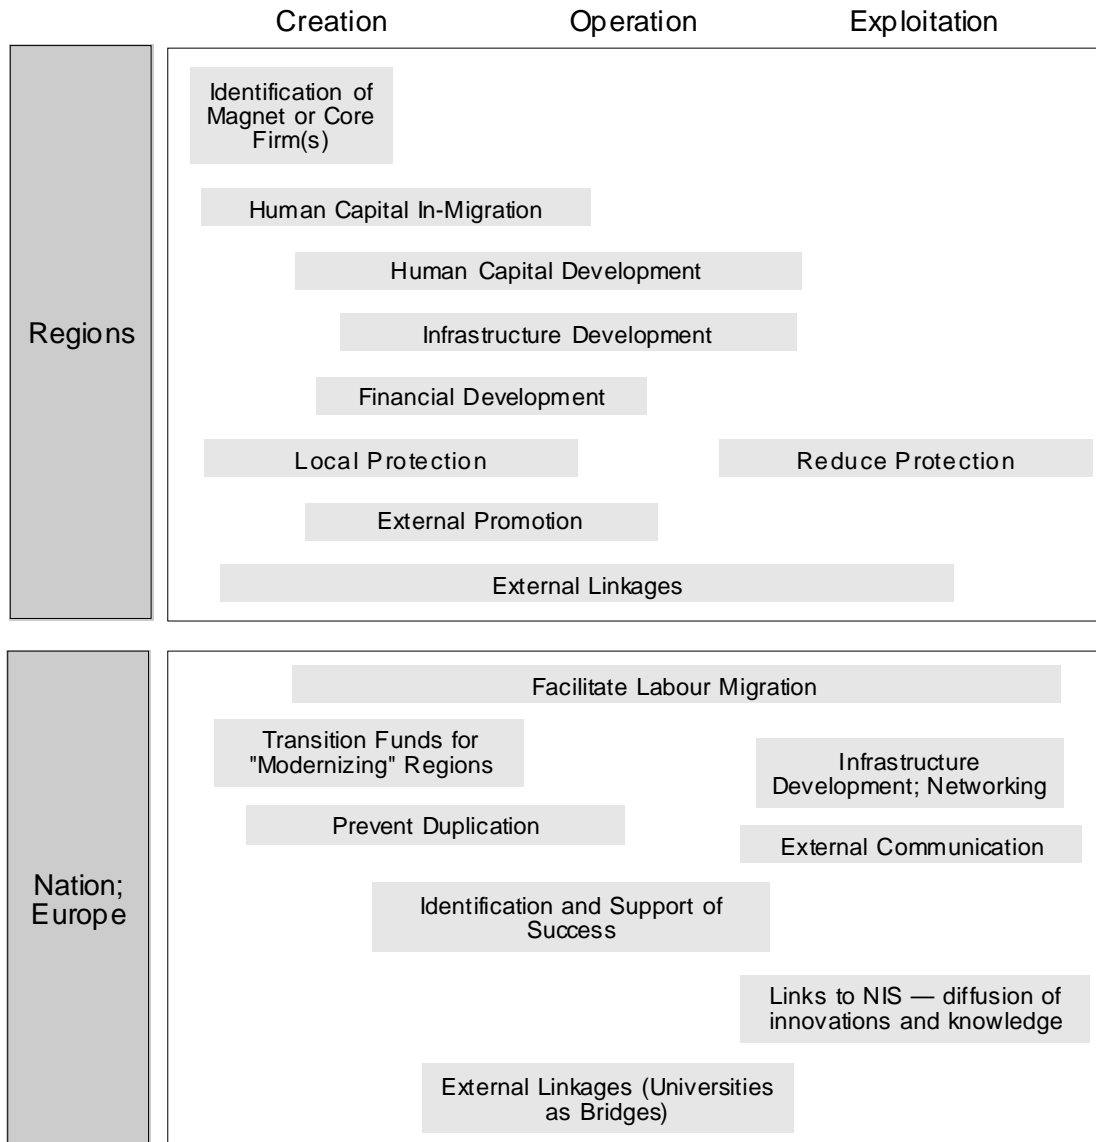 Creation Operation Exploitation
Regions
Identification of
Magnet or Core
Firm(s)
Human Capital In-Migration
Human Capital Development
Infrastructure Development
Financial Development
Local Protection
Reduce Protection
External Promotion
External Linkages
Nation;
Europe
Facilitate Labour Migration
Transition Funds for
"Modernizing" Regions
Infrastructure
Development; Networking
Prevent Duplication
External Communication
Identification and Support of
Success
Links to NIS — diffusion of
innovations and knowledge
External Linkages (Universities
as Bridges)